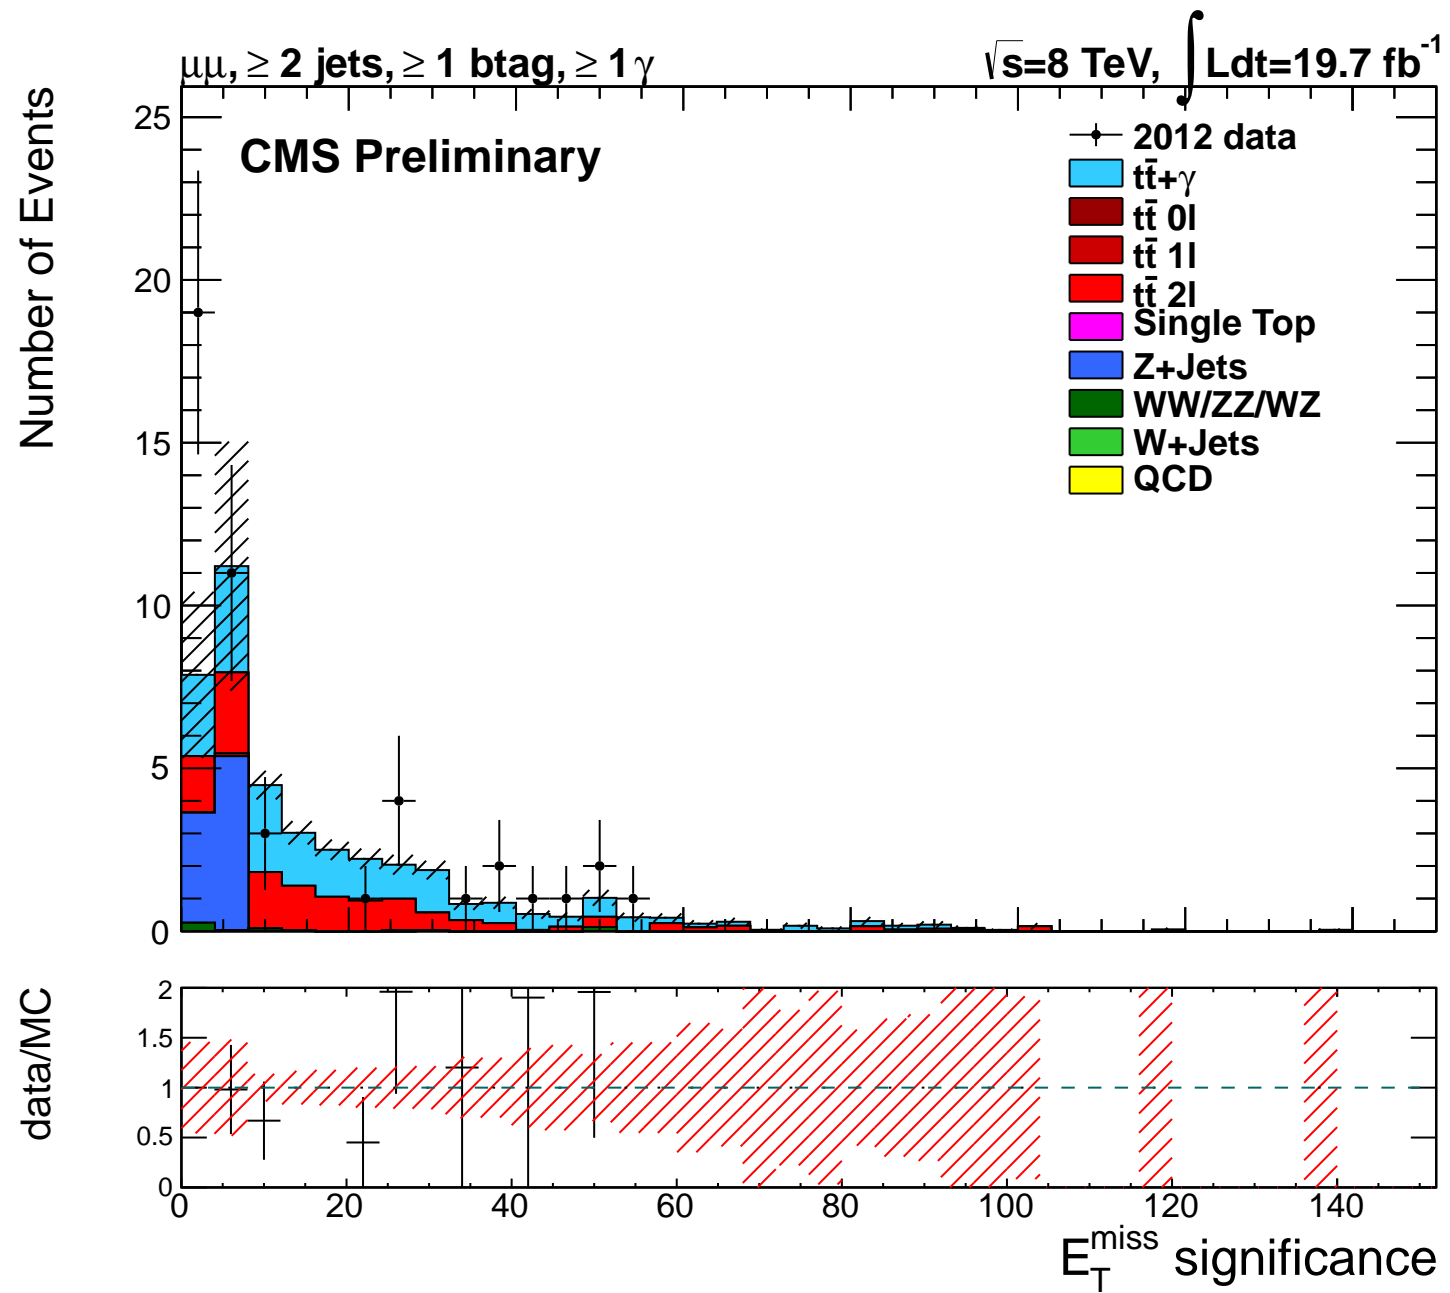 μμ, ≥ 2 jets, ≥ 1 btag, ≥ 1 γ
√s=8 TeV, ∫ Ldt=19.7 fb⁻¹
Number of Events
25
20
15
10
5
0
CMS Preliminary
2012 data
tt̄+γ
tt̄ 0l
tt̄ 1l
tt̄ 2l
Single Top
Z+Jets
WW/ZZ/WZ
W+Jets
QCD
data/MC
2
1.5
1
0.5
0
0 20 40 60 80 100 120 140
E_T^miss significance